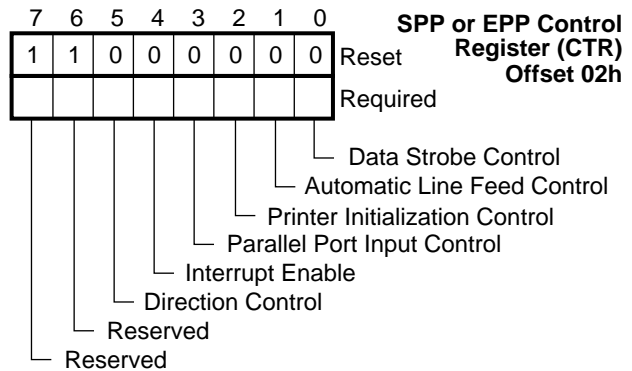 7 6 5 4 3 2 1 0
SPP or EPP Control
Register (CTR)
Offset 02h
1 1 0 0 0 0 0 0 Reset
Required
Data Strobe Control
Automatic Line Feed Control
Printer Initialization Control
Parallel Port Input Control
Interrupt Enable
Direction Control
Reserved
Reserved